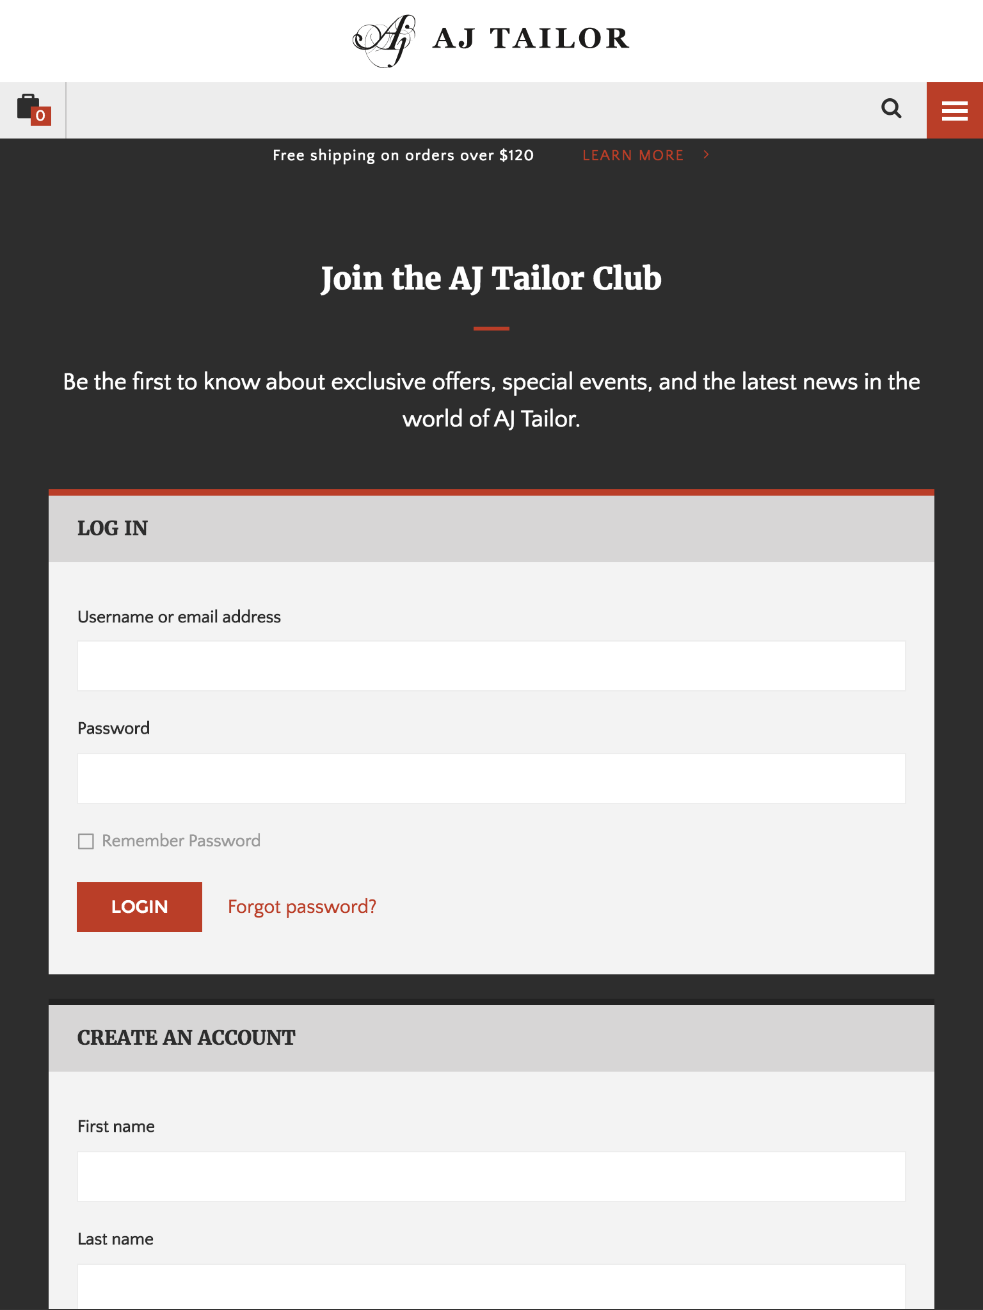 Aj AJ TAILOR
0
Free shipping on orders over $120 LEARN MORE >
Join the AJ Tailor Club
Be the first to know about exclusive offers, special events, and the latest news in the
world of AJ Tailor.
LOG IN
Username or email address
Password
Remember Password
LOGIN Forgot password?
CREATE AN ACCOUNT
First name
Last name